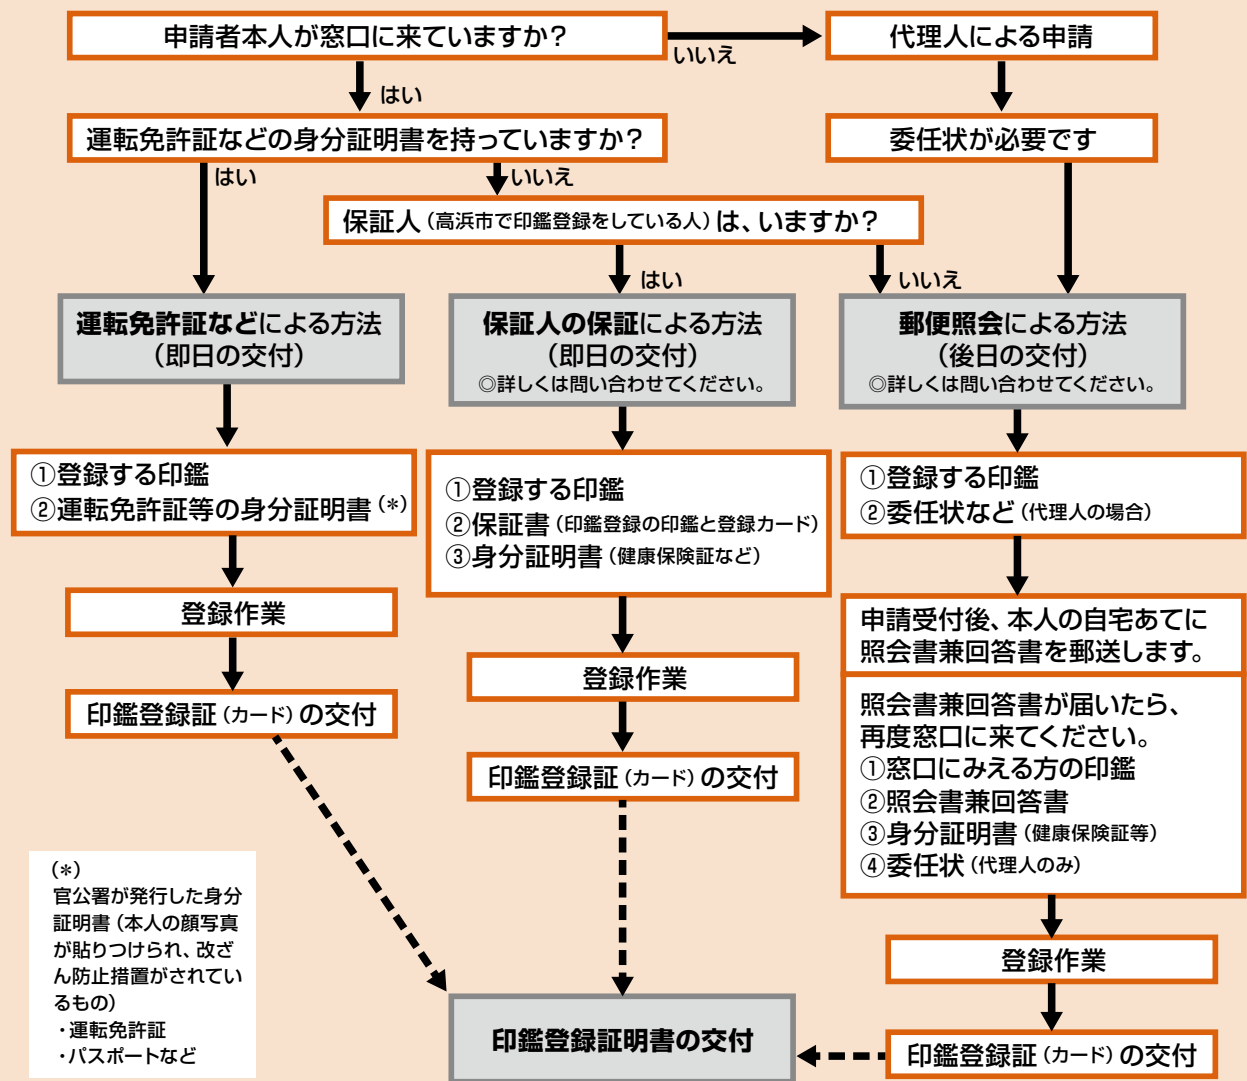 申請者本人が窓口に来ていますか?
いいえ
代理人による申請
はい
運転免許証などの身分証明書を持っていますか?
委任状が必要です
はい
いいえ
保証人(高浜市で印鑑登録をしている人)は、いますか?
はい
いいえ
運転免許証などによる方法
(即日の交付)
保証人の保証による方法
(即日の交付)
◎詳しくは問い合わせてください。
郵便照会による方法
(後日の交付)
◎詳しくは問い合わせてください。
①登録する印鑑
②運転免許証等の身分証明書(*)
登録作業
印鑑登録証(カード)の交付
①登録する印鑑
②保証書(印鑑登録の印鑑と登録カード)
③身分証明書(健康保険証など)
登録作業
印鑑登録証(カード)の交付
①登録する印鑑
②委任状など(代理人の場合)
申請受付後、本人の自宅あてに
照会書兼回答書を郵送します。
照会書兼回答書が届いたら、
再度窓口に来てください。
①窓口にみえる方の印鑑
②照会書兼回答書
③身分証明書(健康保険証等)
④委任状(代理人のみ)
登録作業
印鑑登録証(カード)の交付
印鑑登録証明書の交付
(*)
官公署が発行した身分
証明書(本人の顔写真
が貼りつけられ、改ざ
ん防止措置がされてい
るもの)
・運転免許証
・パスポートなど